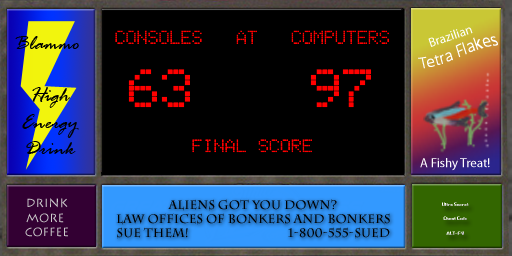 Blammo
High
Energy
Drink
CONSOLES AT COMPUTERS
63 97
FINAL SCORE
Brazilian
Tetra Flakes
A Fishy Treat!
DRINK
MORE
COFFEE
ALIENS GOT YOU DOWN?
LAW OFFICES OF BONKERS AND BONKERS
SUE THEM! 1-800-555-SUED
Ultra Secret
Cheat Code
ALT-F4